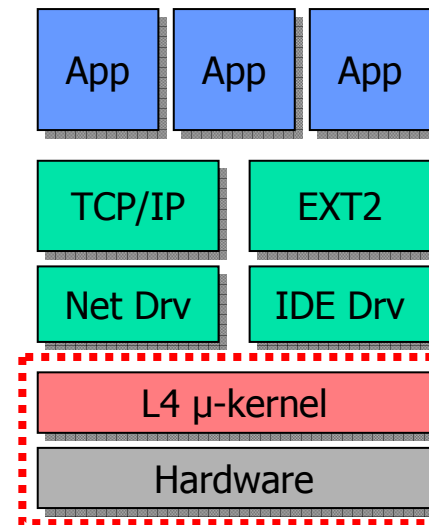 App App App
TCP/IP EXT2
Net Drv IDE Drv
L4 μ-kernel
Hardware